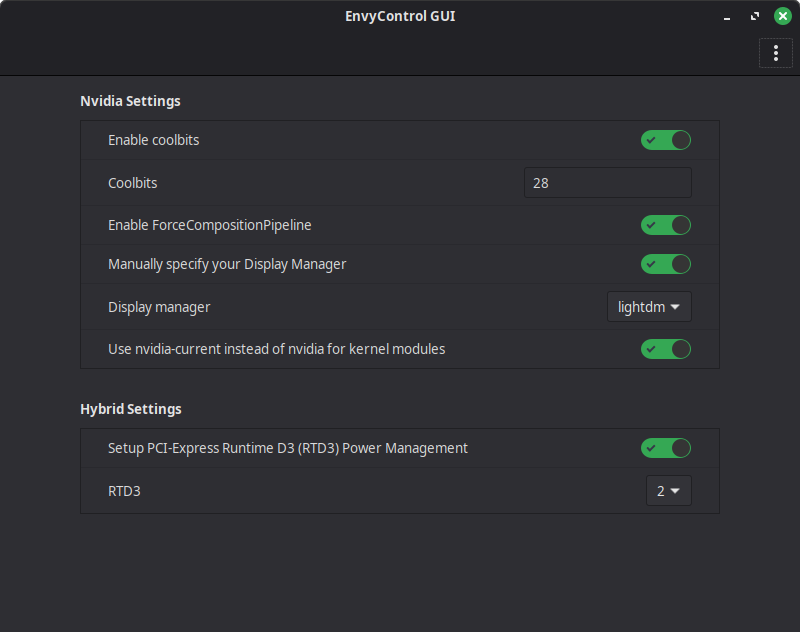 EnvyControl GUI
Nvidia Settings
Enable coolbits
Coolbits
28
Enable ForceCompositionPipeline
Manually specify your Display Manager
Display manager
lightdm
Use nvidia-current instead of nvidia for kernel modules
Hybrid Settings
Setup PCI-Express Runtime D3 (RTD3) Power Management
RTD3
2